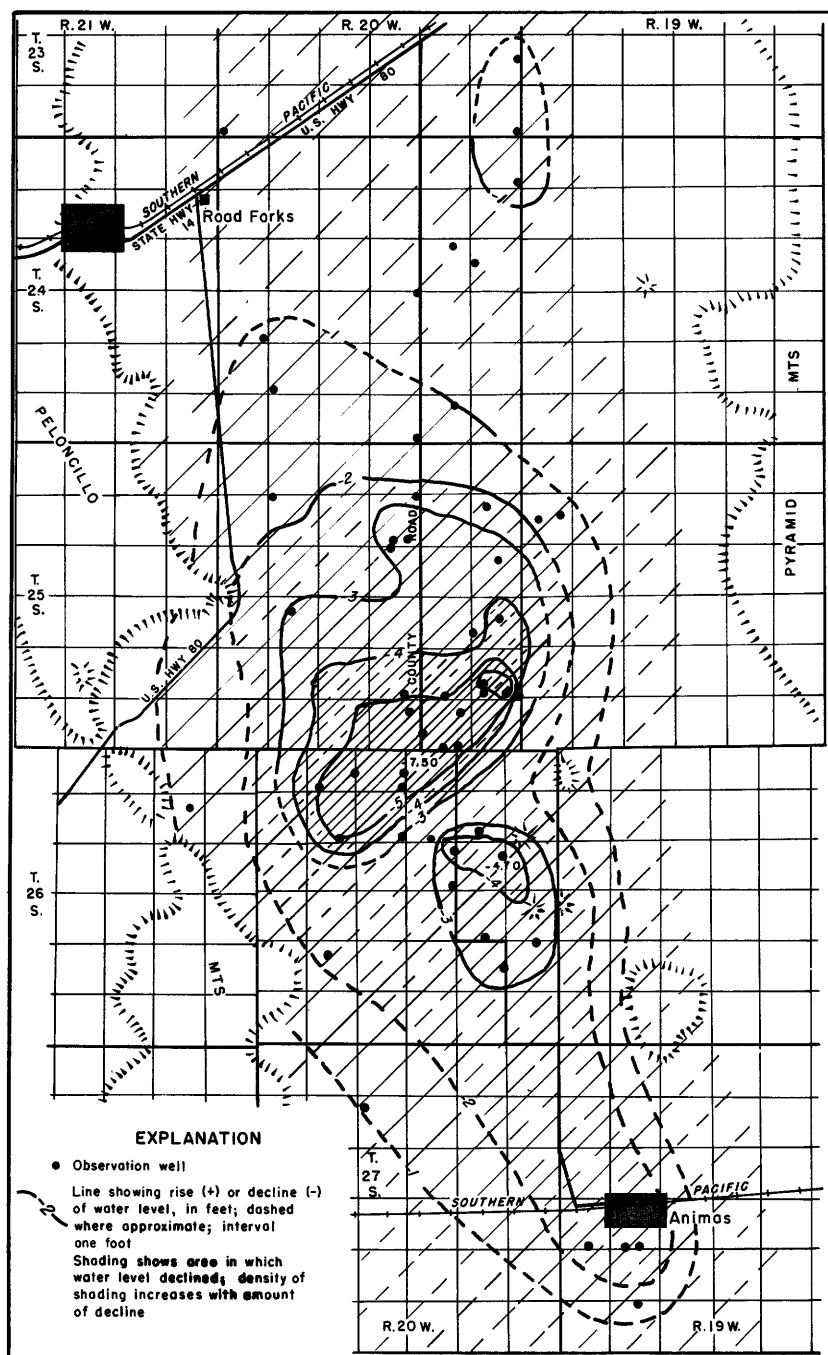 R. 21 W.
R. 20 W.
R. 19 W.
T.
23
S.
PACIFIC
80
U.S. HWY
SOUTHERN
STATE HWY
14
Road Forks
T.
24
S.
MTS
PELONCILLO
PYRAMID
-2
ROAD
T.
25
S.
-3
-4
COUNTY
U.S. HWY 80
7.50
-5
-4
-3
-4.70
-4
T.
26
S.
-3
MTS
-2
EXPLANATION
Observation well
-2
Line showing rise (+) or decline (-)
of water level, in feet; dashed
where approximate; interval
one foot
Shading shows area in which
water level declined; density of
shading increases with amount
of decline
T.
27
S.
SOUTHERN
PACIFIC
Animas
R. 20 W.
R. 19 W.